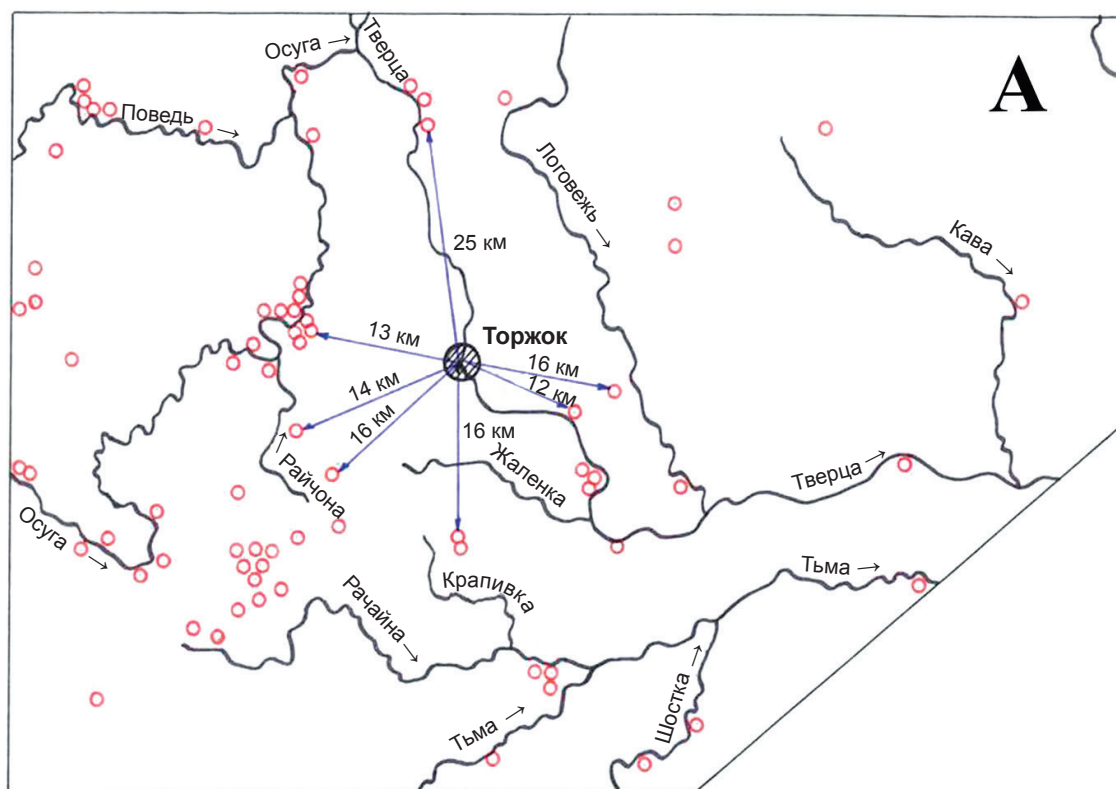 Осуга →
Тверца
А
Поведь →
Логовежь →
Кава →
25 км
Торжок
13 км
16 км
12 км
14 км
16 км
16 км
Райчона →
Жаленка
Тверца →
Осуга →
Тьма →
Крапивка
Рачайна →
Шостка →
Тьма →